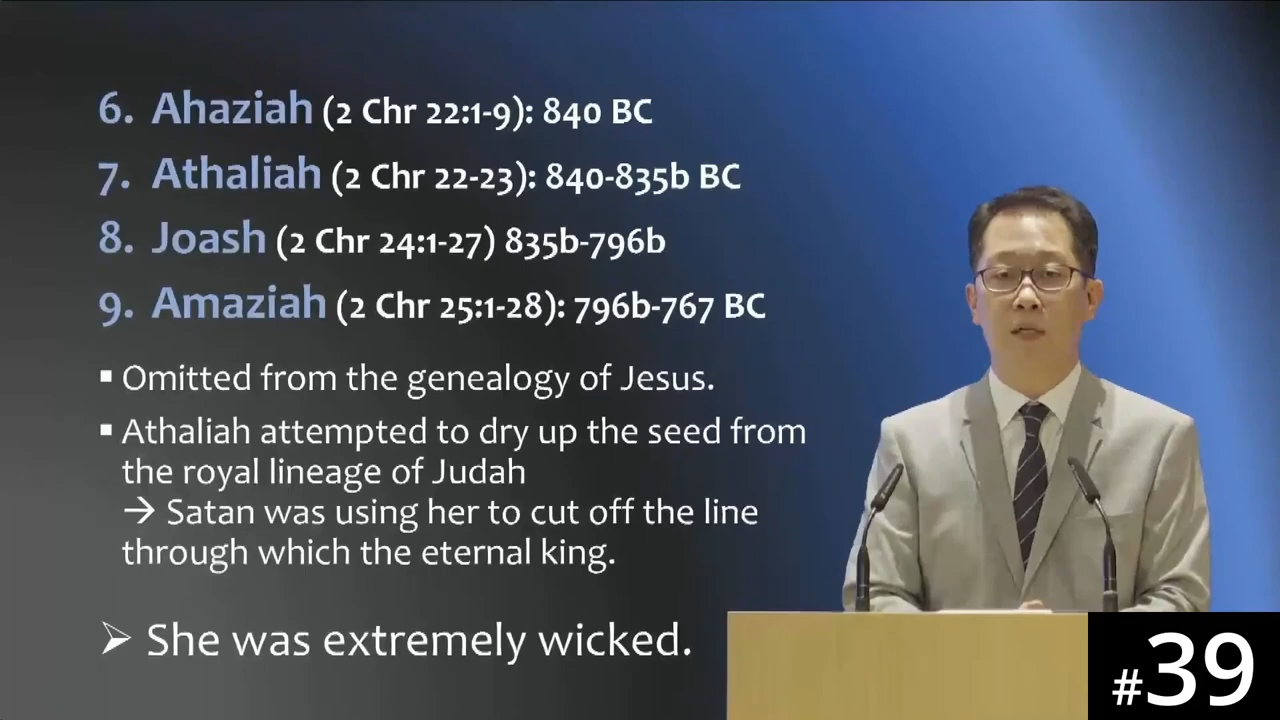 6. Ahaziah (2 Chr 22:1-9): 840 BC
7. Athaliah (2 Chr 22-23): 840-835b BC
8. Joash (2 Chr 24:1-27) 835b-796b
9. Amaziah (2 Chr 25:1-28): 796b-767 BC
▪ Omitted from the genealogy of Jesus.
▪ Athaliah attempted to dry up the seed from
the royal lineage of Judah
→ Satan was using her to cut off the line
through which the eternal king.
➢ She was extremely wicked.
#39